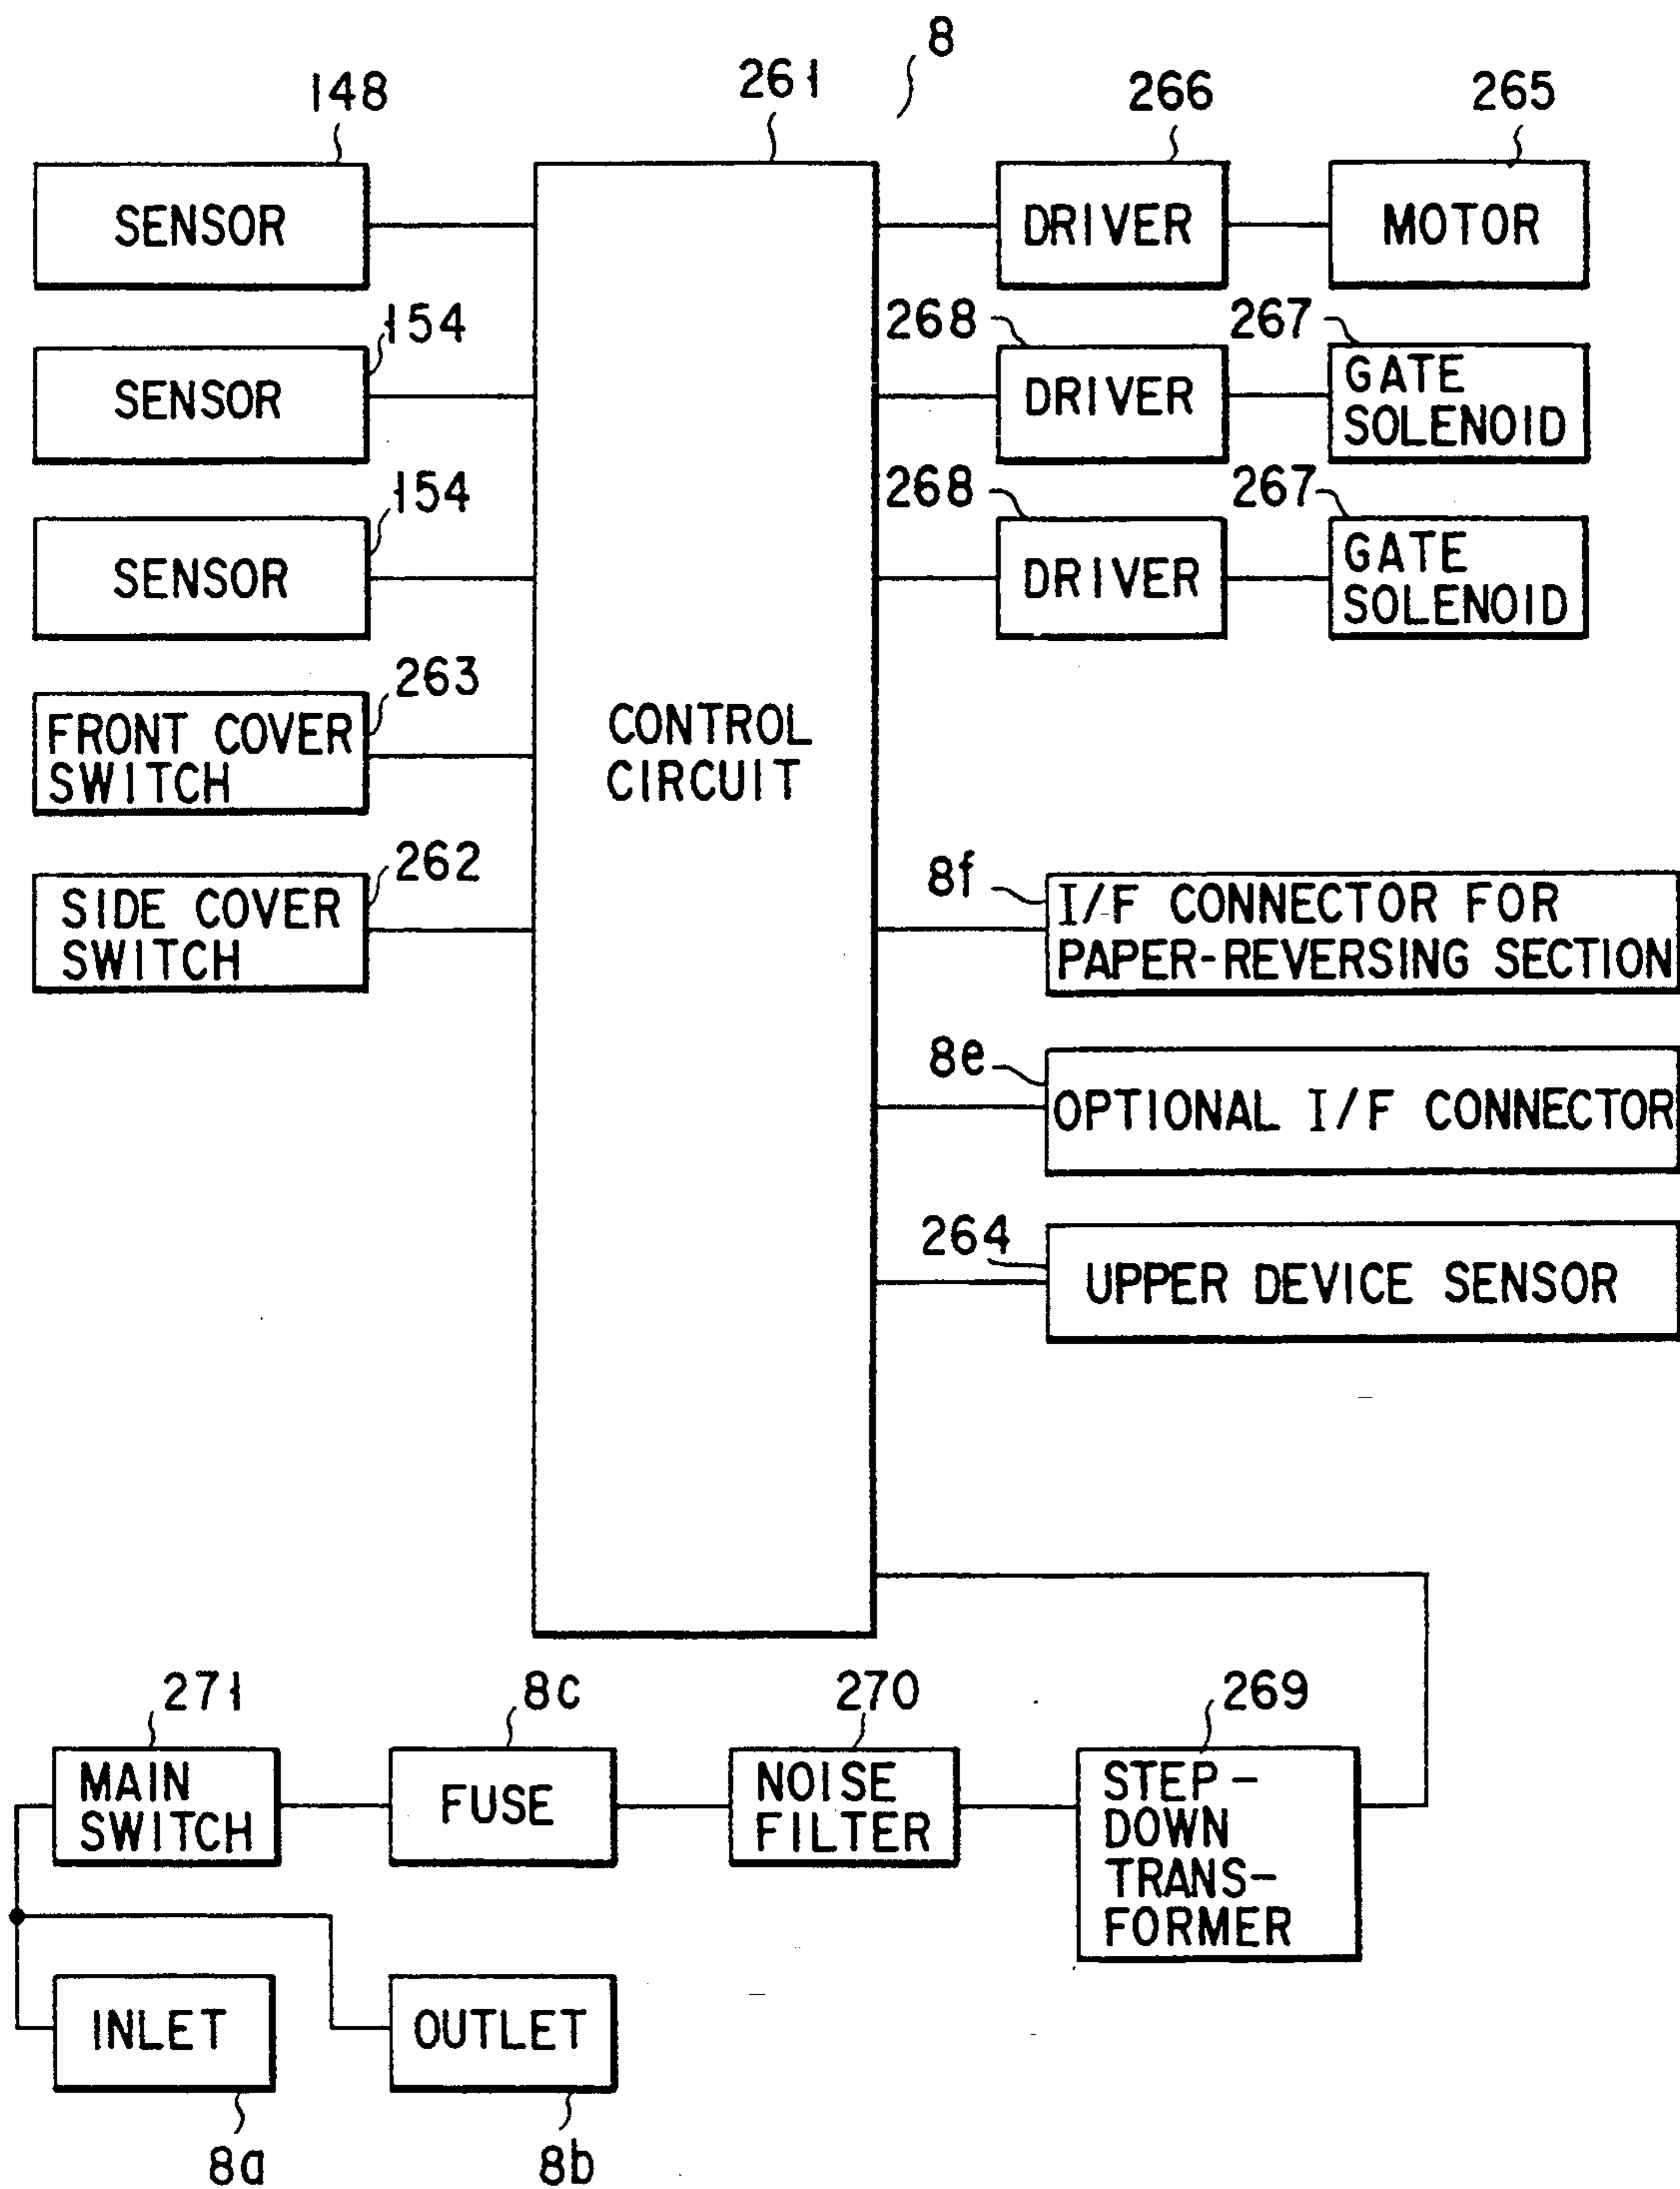 8
148
261
266
265
SENSOR
DRIVER
MOTOR
154
268
267
SENSOR
DRIVER
GATE
SOLENOID
154
268
267
SENSOR
DRIVER
GATE
SOLENOID
263
FRONT COVER
SWITCH
CONTROL
CIRCUIT
262
SIDE COVER
SWITCH
8f
I/F CONNECTOR FOR
PAPER-REVERSING SECTION
8e
OPTIONAL I/F CONNECTOR
264
UPPER DEVICE SENSOR
271
8c
270
269
MAIN
SWITCH
FUSE
NOISE
FILTER
STEP-
DOWN
TRANS-
FORMER
INLET
OUTLET
8a
8b